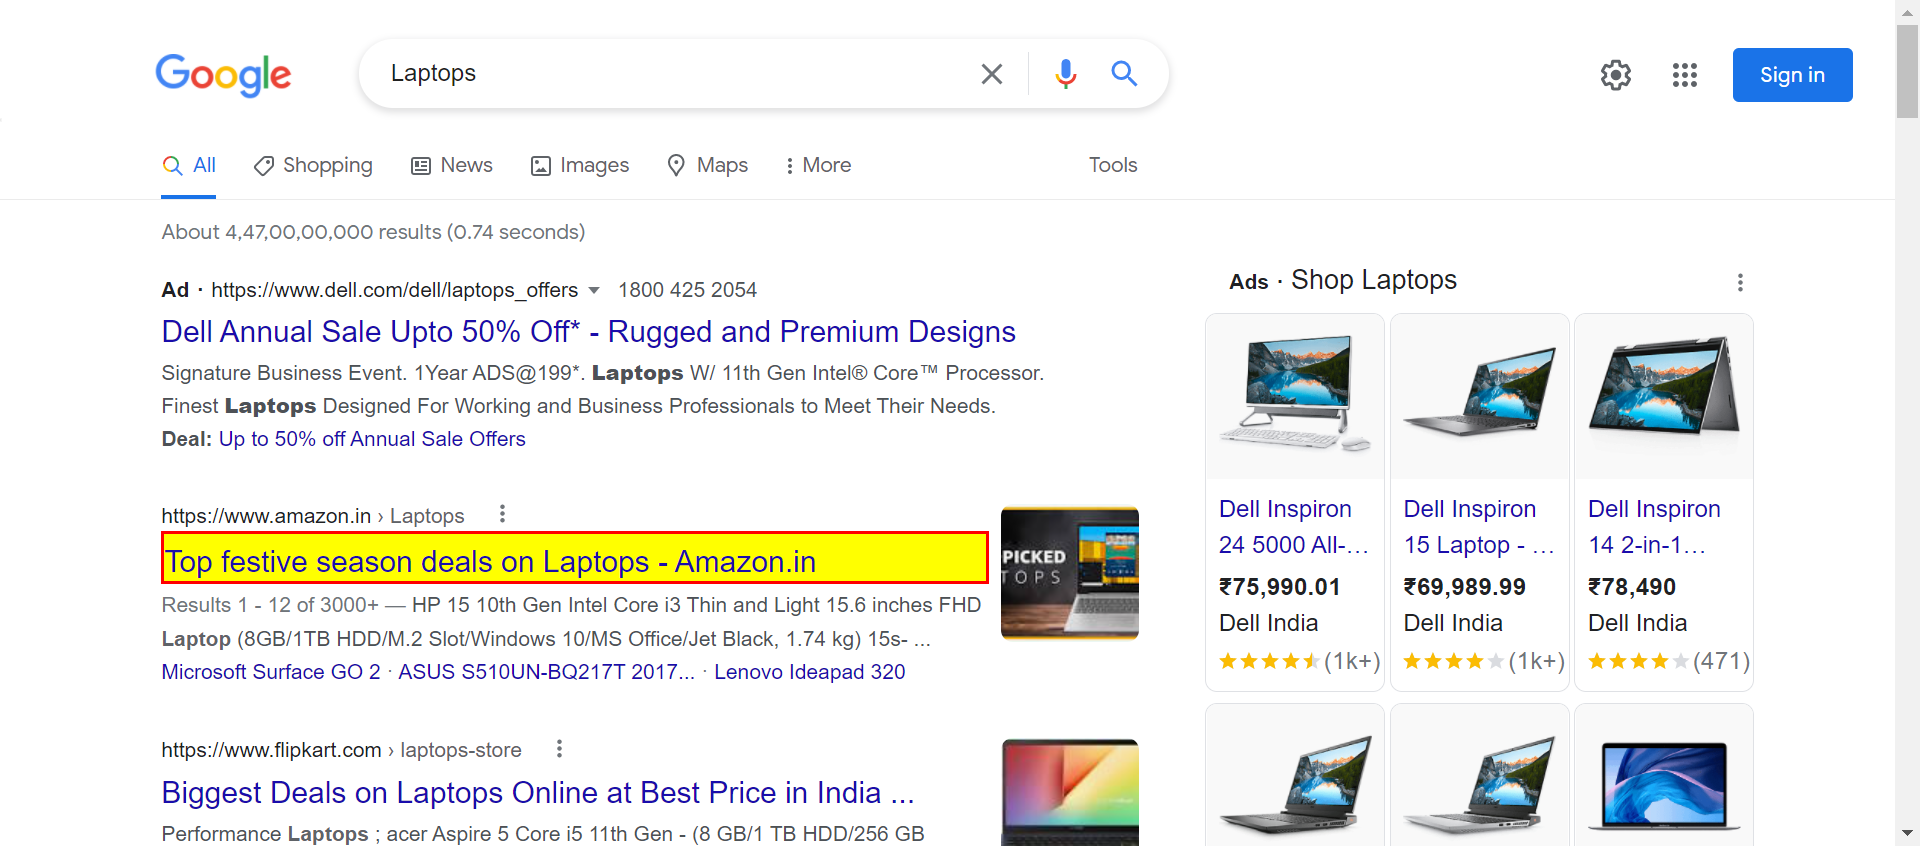 Google
Laptops
Sign in
All
Shopping
News
Images
Maps
More
Tools
About 4,47,00,00,000 results (0.74 seconds)
Ad · https://www.dell.com/dell/laptops_offers 1800 425 2054
Dell Annual Sale Upto 50% Off* - Rugged and Premium Designs
Signature Business Event. 1Year ADS@199*. Laptops W/ 11th Gen Intel® Core™ Processor.
Finest Laptops Designed For Working and Business Professionals to Meet Their Needs.
Deal: Up to 50% off Annual Sale Offers
https://www.amazon.in › Laptops
Top festive season deals on Laptops - Amazon.in
Results 1 - 12 of 3000+ — HP 15 10th Gen Intel Core i3 Thin and Light 15.6 inches FHD
Laptop (8GB/1TB HDD/M.2 Slot/Windows 10/MS Office/Jet Black, 1.74 kg) 15s- ...
Microsoft Surface GO 2 · ASUS S510UN-BQ217T 2017... · Lenovo Ideapad 320
PICKED
TOPS
https://www.flipkart.com › laptops-store
Biggest Deals on Laptops Online at Best Price in India ...
Performance Laptops ; acer Aspire 5 Core i5 11th Gen - (8 GB/1 TB HDD/256 GB
Ads · Shop Laptops
Dell Inspiron
24 5000 All-...
₹75,990.01
Dell India
(1k+)
Dell Inspiron
15 Laptop - ...
₹69,989.99
Dell India
(1k+)
Dell Inspiron
14 2-in-1...
₹78,490
Dell India
(471)